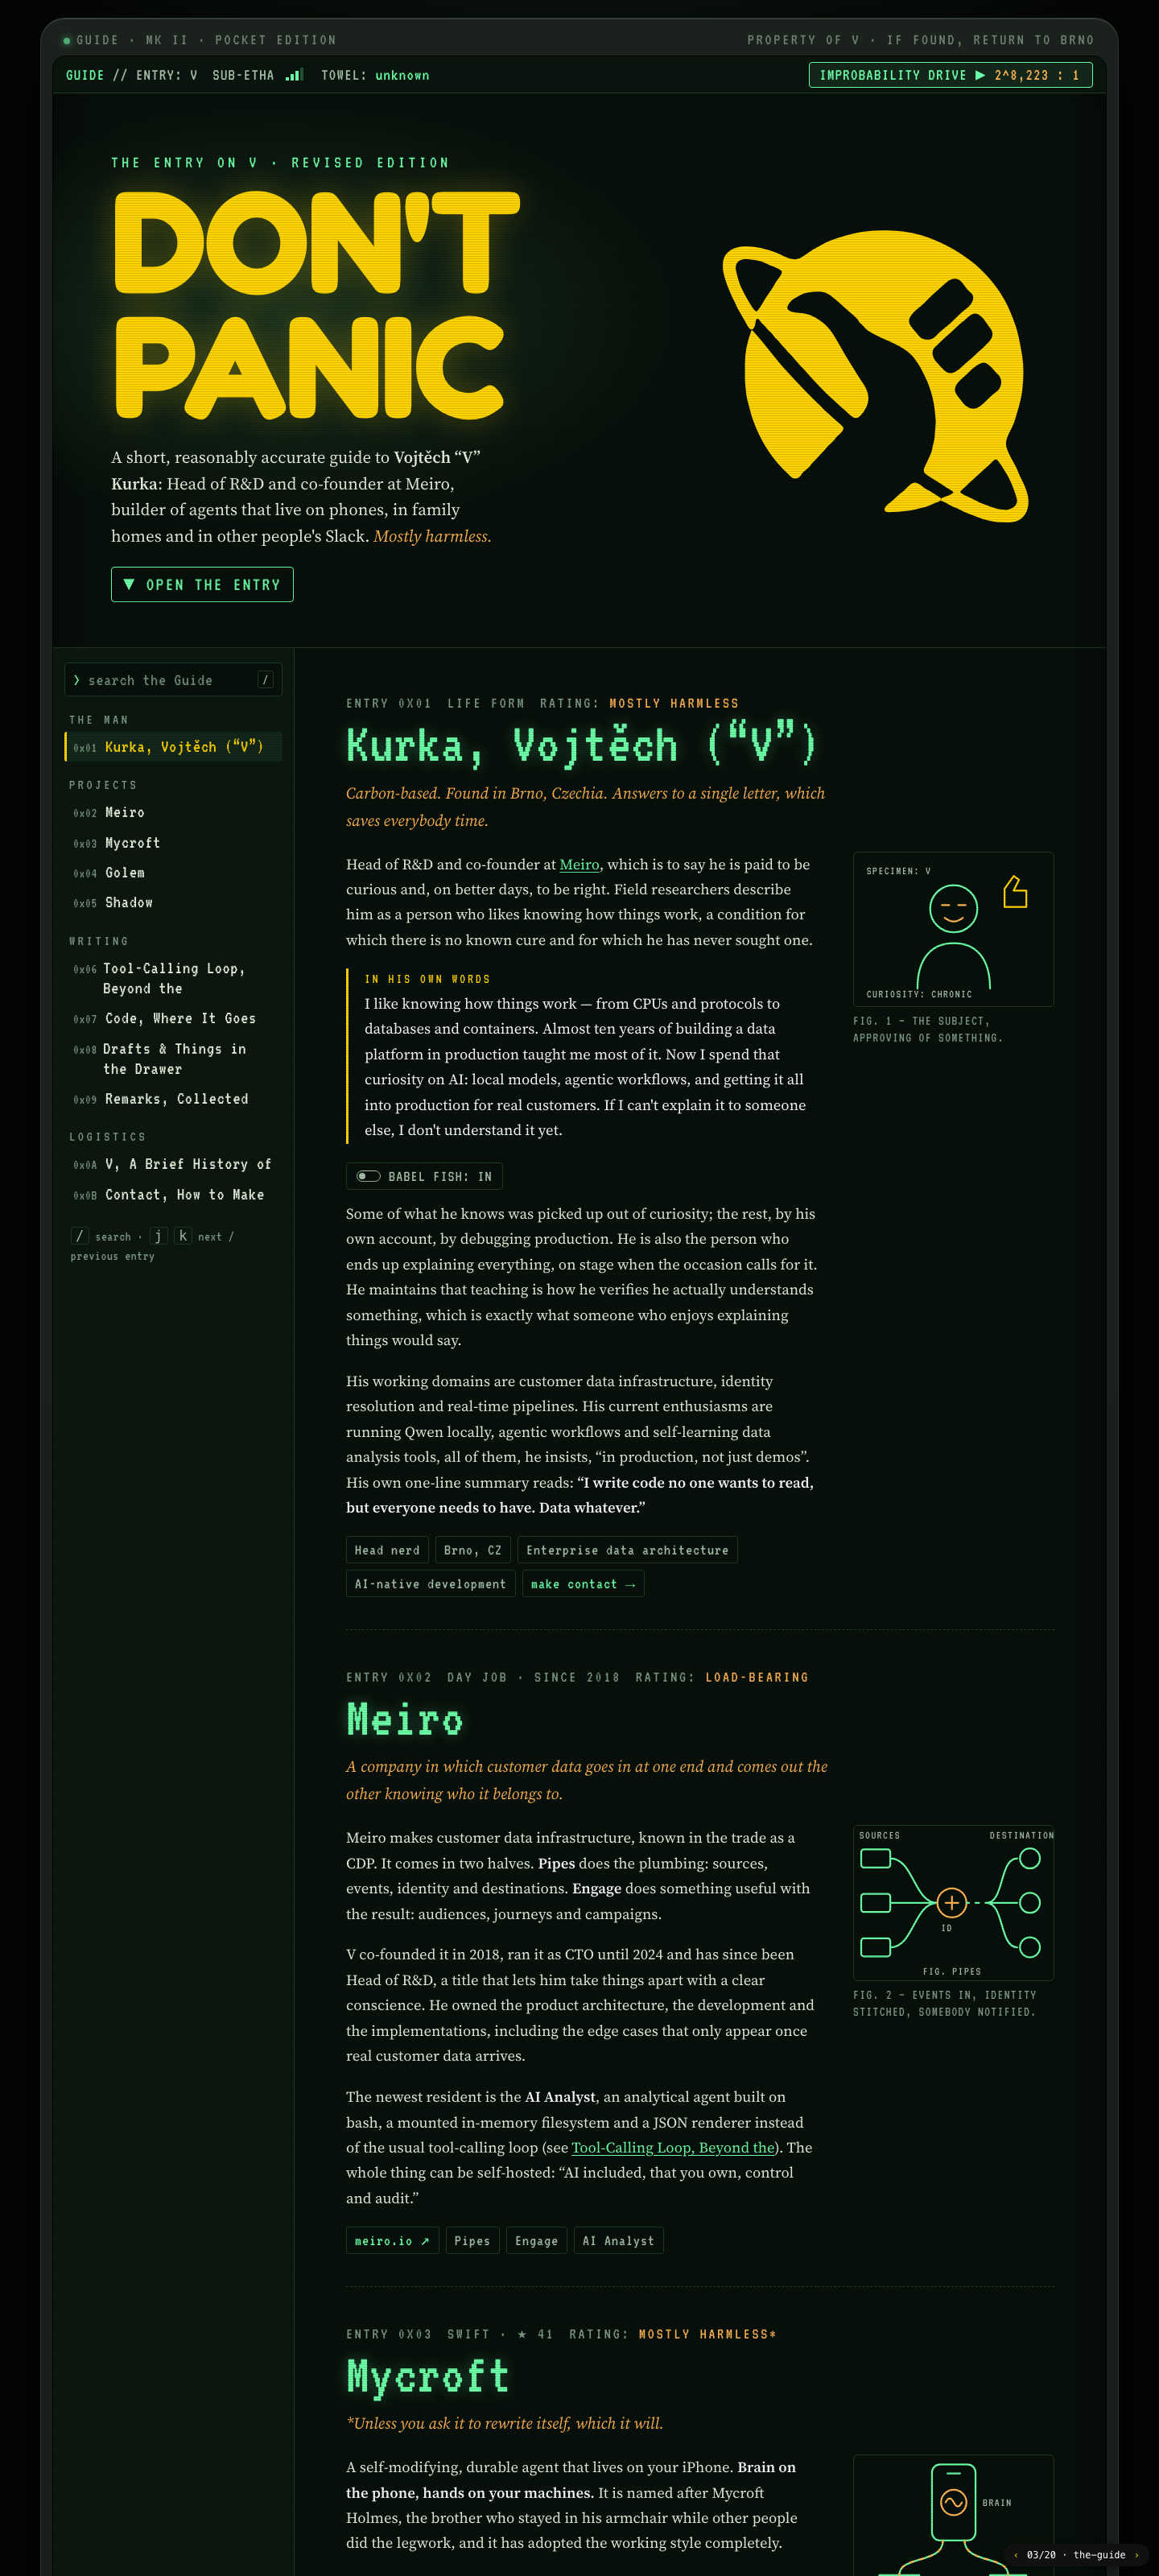 GUIDE · MK II · POCKET EDITION
PROPERTY OF V · IF FOUND, RETURN TO BRNO
GUIDE // ENTRY: V SUB-ETHA TOWEL: unknown
IMPROBABILITY DRIVE ▶ 2^8,223 : 1
THE ENTRY ON V · REVISED EDITION
DON'T
PANIC
A short, reasonably accurate guide to Vojtěch “V”
Kurka: Head of R&D and co-founder at Meiro,
builder of agents that live on phones, in family
homes and in other people's Slack. Mostly harmless.
▼ OPEN THE ENTRY
❯ search the Guide /
THE MAN
0x01 Kurka, Vojtěch (“V”)
PROJECTS
0x02 Meiro
0x03 Mycroft
0x04 Golem
0x05 Shadow
WRITING
0x06 Tool-Calling Loop,
Beyond the
0x07 Code, Where It Goes
0x08 Drafts & Things in
the Drawer
0x09 Remarks, Collected
LOGISTICS
0x0A V, A Brief History of
0x0B Contact, How to Make
/ search · j k next /
previous entry
ENTRY 0X01 LIFE FORM RATING: MOSTLY HARMLESS
Kurka, Vojtěch (“V”)
Carbon-based. Found in Brno, Czechia. Answers to a single letter, which
saves everybody time.
Head of R&D and co-founder at Meiro, which is to say he is paid to be
curious and, on better days, to be right. Field researchers describe
him as a person who likes knowing how things work, a condition for
which there is no known cure and for which he has never sought one.
SPECIMEN: V
CURIOSITY: CHRONIC
FIG. 1 – THE SUBJECT,
APPROVING OF SOMETHING.
IN HIS OWN WORDS
I like knowing how things work — from CPUs and protocols to
databases and containers. Almost ten years of building a data
platform in production taught me most of it. Now I spend that
curiosity on AI: local models, agentic workflows, and getting it all
into production for real customers. If I can't explain it to someone
else, I don't understand it yet.
BABEL FISH: IN
Some of what he knows was picked up out of curiosity; the rest, by his
own account, by debugging production. He is also the person who
ends up explaining everything, on stage when the occasion calls for it.
He maintains that teaching is how he verifies he actually understands
something, which is exactly what someone who enjoys explaining
things would say.
His working domains are customer data infrastructure, identity
resolution and real-time pipelines. His current enthusiasms are
running Qwen locally, agentic workflows and self-learning data
analysis tools, all of them, he insists, “in production, not just demos”.
His own one-line summary reads: “I write code no one wants to read,
but everyone needs to have. Data whatever.”
Head nerd Brno, CZ Enterprise data architecture
AI-native development make contact →
ENTRY 0X02 DAY JOB · SINCE 2018 RATING: LOAD-BEARING
Meiro
A company in which customer data goes in at one end and comes out the
other knowing who it belongs to.
Meiro makes customer data infrastructure, known in the trade as a
CDP. It comes in two halves. Pipes does the plumbing: sources,
events, identity and destinations. Engage does something useful with
the result: audiences, journeys and campaigns.
SOURCES DESTINATION
ID
FIG. PIPES
FIG. 2 – EVENTS IN, IDENTITY
STITCHED, SOMEBODY NOTIFIED.
V co-founded it in 2018, ran it as CTO until 2024 and has since been
Head of R&D, a title that lets him take things apart with a clear
conscience. He owned the product architecture, the development and
the implementations, including the edge cases that only appear once
real customer data arrives.
The newest resident is the AI Analyst, an analytical agent built on
bash, a mounted in-memory filesystem and a JSON renderer instead
of the usual tool-calling loop (see Tool-Calling Loop, Beyond the). The
whole thing can be self-hosted: “AI included, that you own, control
and audit.”
meiro.io ↗ Pipes Engage AI Analyst
ENTRY 0X03 SWIFT · ★ 41 RATING: MOSTLY HARMLESS*
Mycroft
*Unless you ask it to rewrite itself, which it will.
A self-modifying, durable agent that lives on your iPhone. Brain on
the phone, hands on your machines. It is named after Mycroft
Holmes, the brother who stayed in his armchair while other people
did the legwork, and it has adopted the working style completely.
BRAIN
‹ 03/20 · the-guide ›